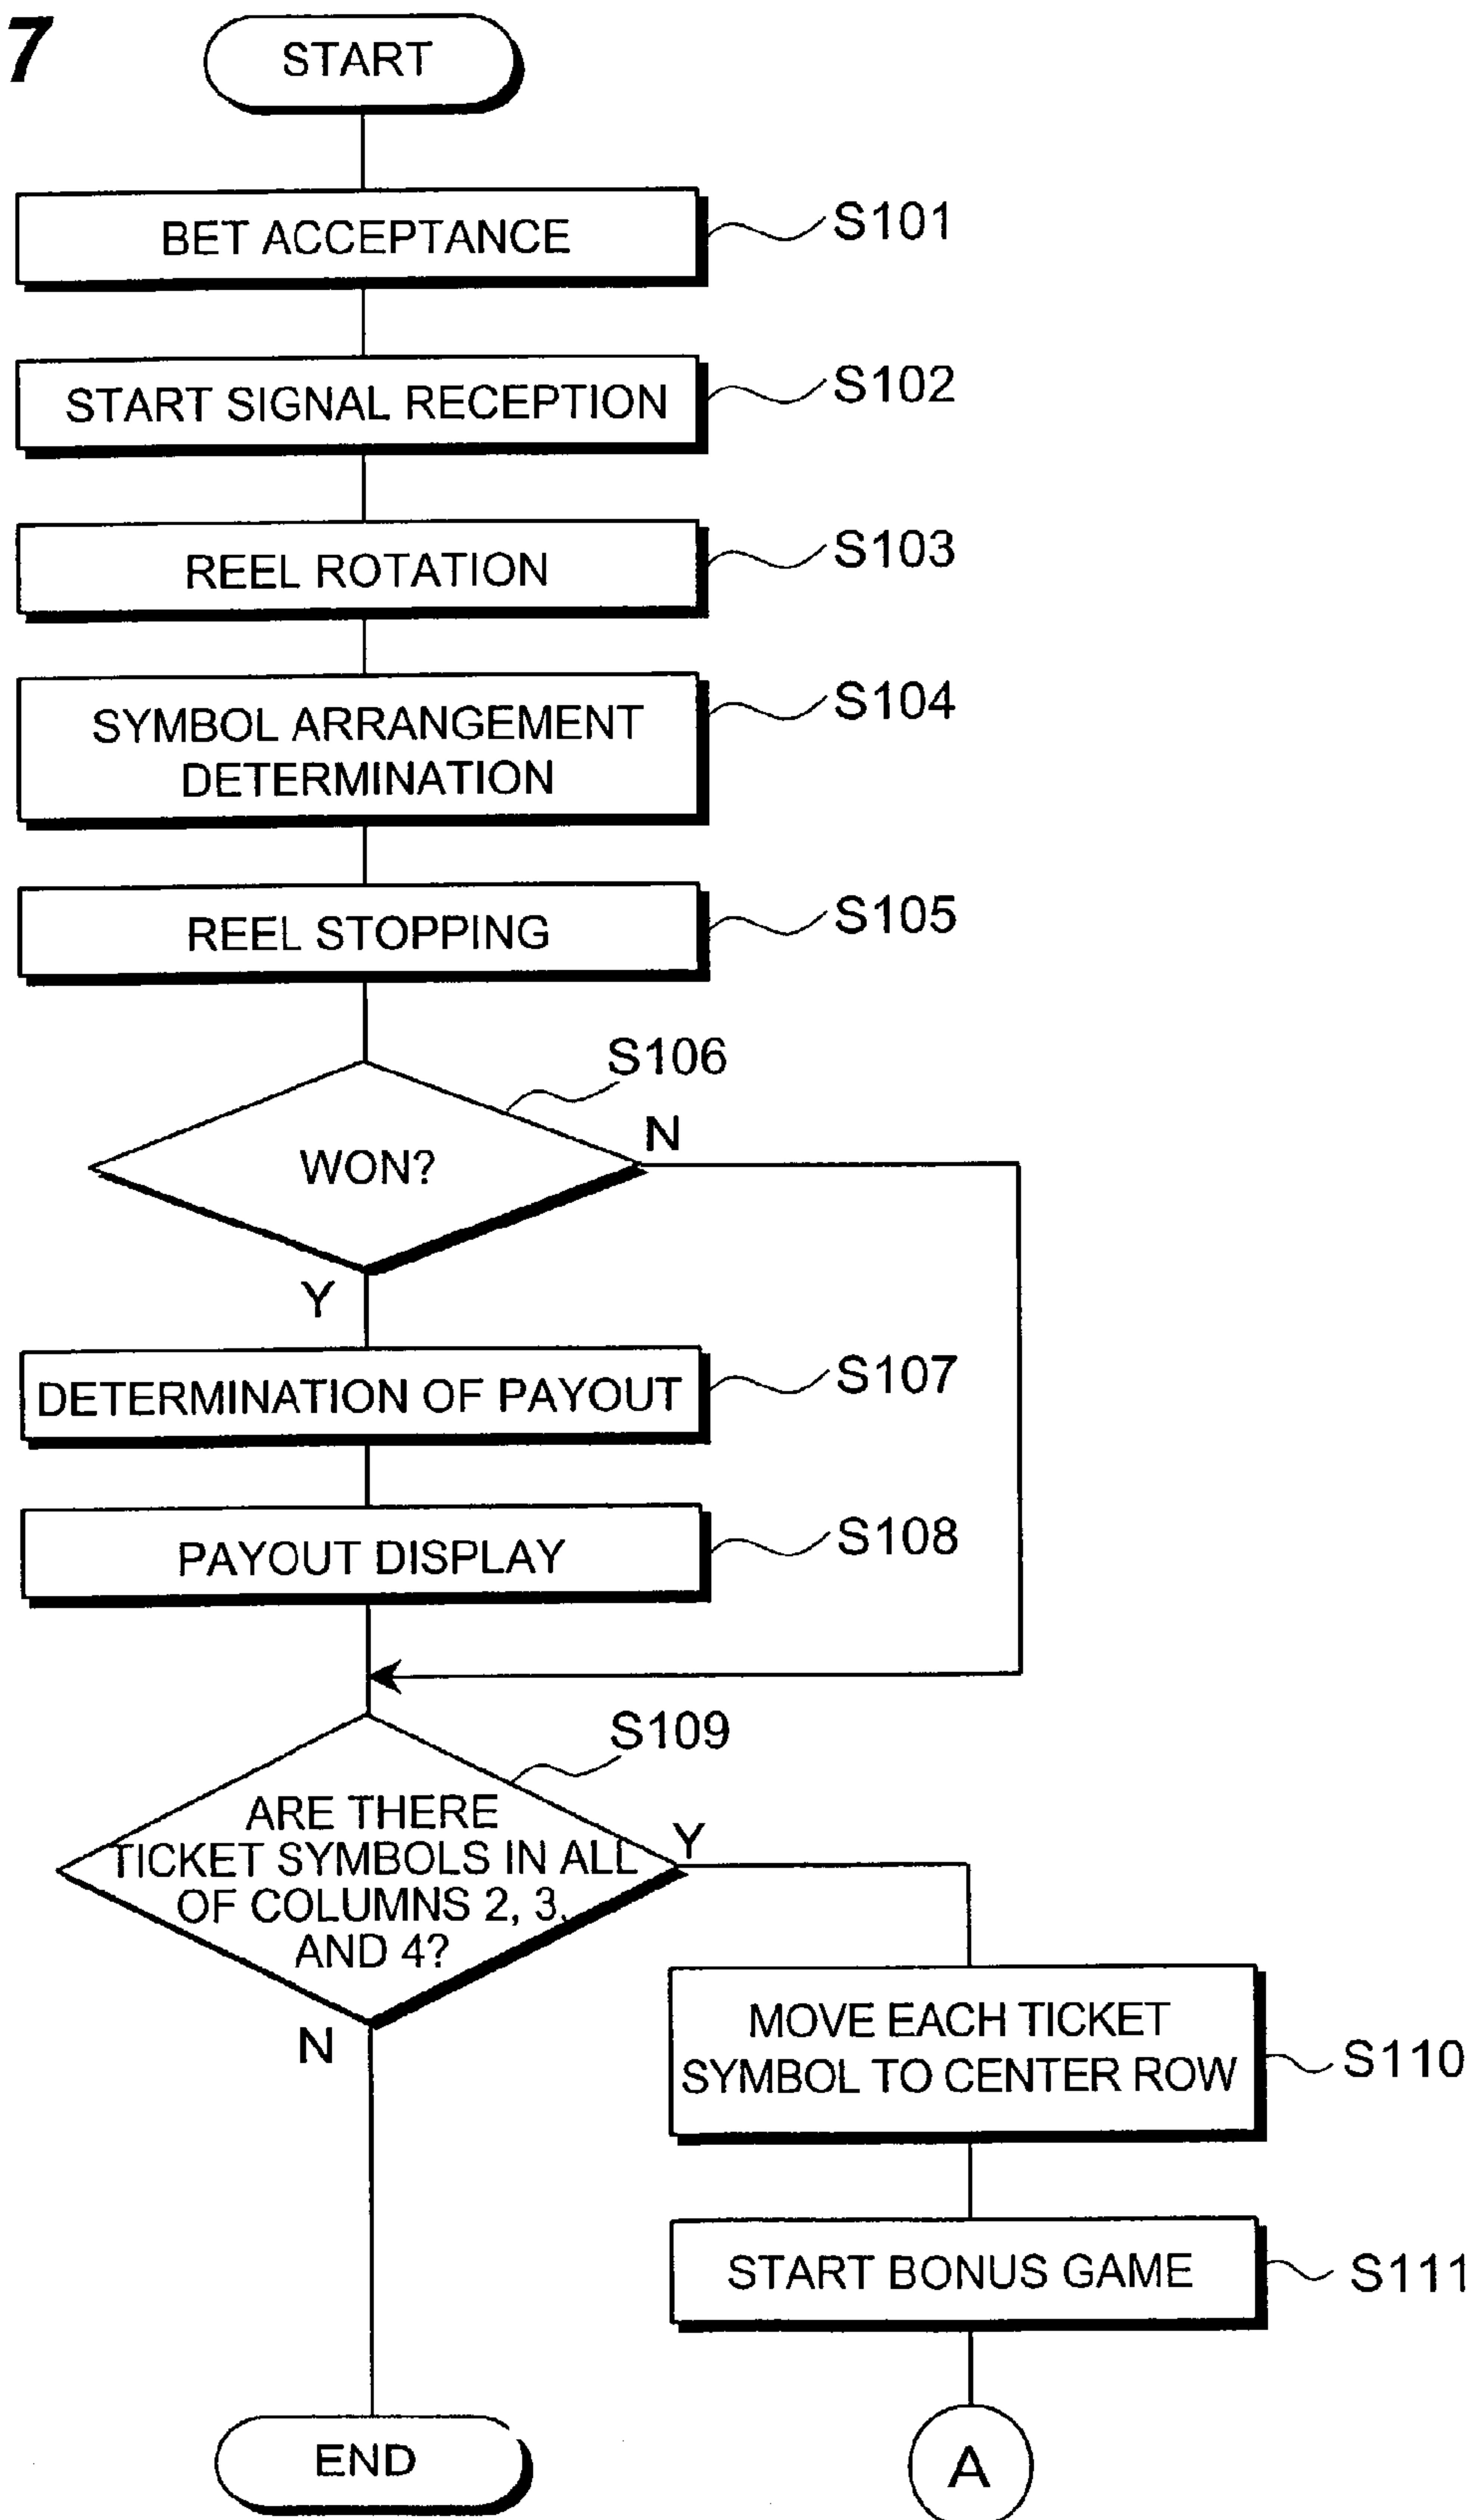 7
START
BET ACCEPTANCE
S101
START SIGNAL RECEPTION
S102
REEL ROTATION
S103
SYMBOL ARRANGEMENT
DETERMINATION
S104
REEL STOPPING
S105
S106
WON?
N
Y
DETERMINATION OF PAYOUT
S107
PAYOUT DISPLAY
S108
S109
ARE THERE
TICKET SYMBOLS IN ALL
OF COLUMNS 2, 3,
AND 4?
Y
N
MOVE EACH TICKET
SYMBOL TO CENTER ROW
S110
START BONUS GAME
S111
END
A